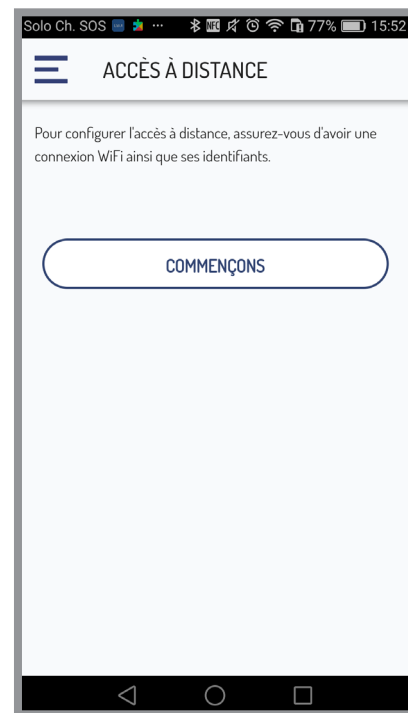 Solo Ch. SOS ... NFC 77% 15:52
ACCÈS À DISTANCE
Pour configurer l'accès à distance, assurez-vous d'avoir une
connexion WiFi ainsi que ses identifiants.
COMMENÇONS